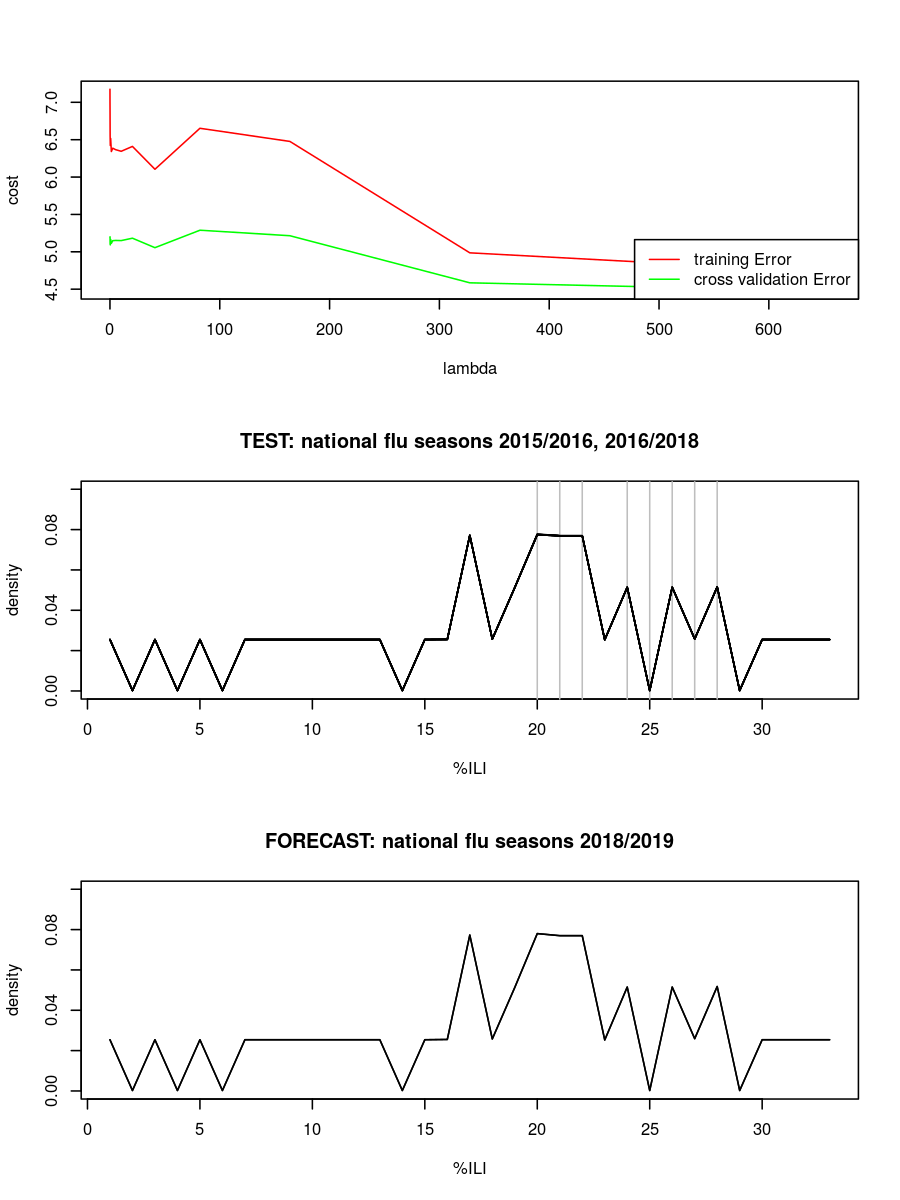 cost
7.0
6.5
6.0
5.5
5.0
4.5
training Error
cross validation Error
0 100 200 300 400 500 600
lambda
TEST: national flu seasons 2015/2016, 2016/2018
density
0.08
0.04
0.00
0 5 10 15 20 25 30
%ILI
FORECAST: national flu seasons 2018/2019
density
0.08
0.04
0.00
0 5 10 15 20 25 30
%ILI